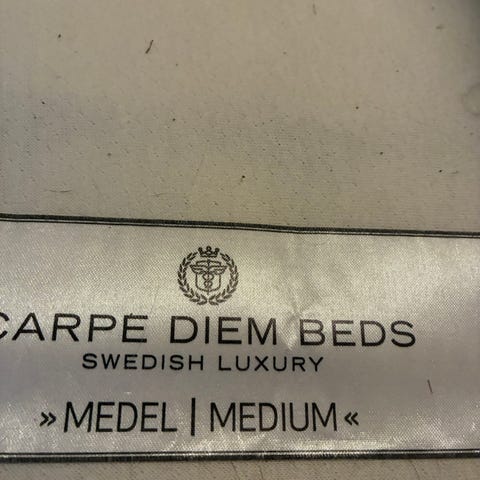 CARPE DIEM BEDS
SWEDISH LUXURY
» MEDEL | MEDIUM «